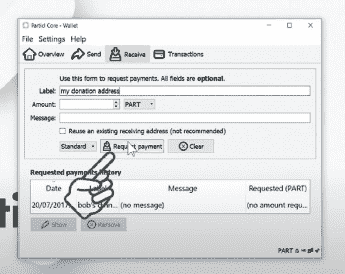 Particl Core - Wallet
File Settings Help
Overview Send Receive Transactions
Use this form to request payments. All fields are optional.
Label: my donation address
Amount: PART
Message:
Reuse an existing receiving address (not recommended)
Standard Request payment Clear
Requested payments history
Date Label Message Requested (PART)
20/07/2017 bob's (no message) (no amount requ...
Show Remove
PART